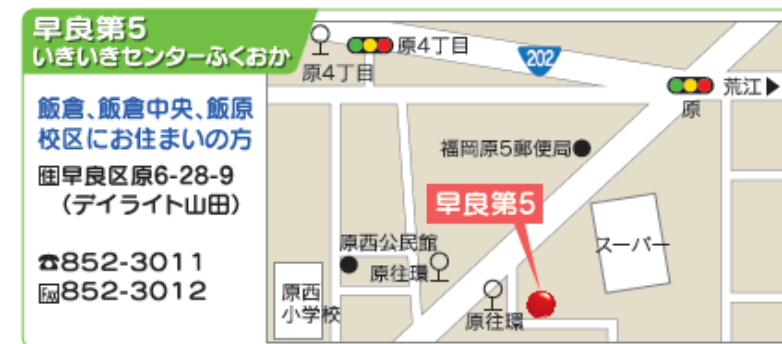 早良第5
いきいきセンターふくおか
飯倉、飯倉中央、飯原
校区にお住まいの方
住早良区原6-28-9
（デイライト山田）
☎852-3011
FAX852-3012
原4丁目
原4丁目
202
荒江▶
原
福岡原5郵便局●
早良第5
スーパー
原西公民館
原往環
原往環
原西
小学校